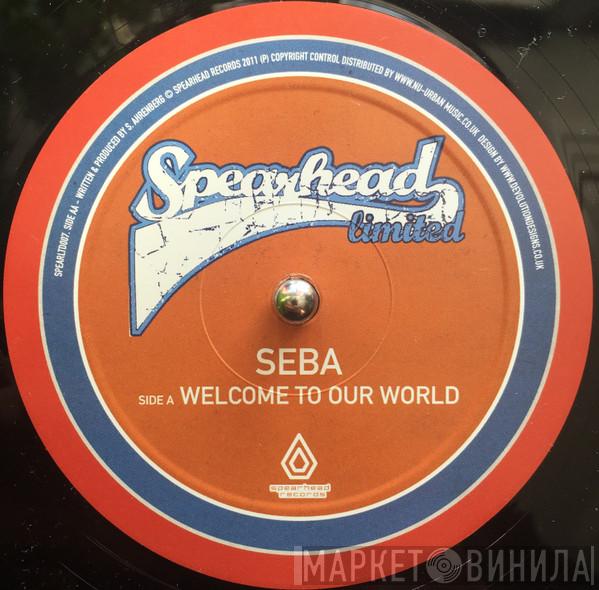 SPEARLTD007. SIDE AA - WRITTEN & PRODUCED BY S. AHRENBERG © SPEARHEAD RECORDS 2011 (P) COPYRIGHT CONTROL DISTRIBUTED BY WWW.NU-URBAN MUSIC.CO.UK DESIGN BY WWW.DEVOLUTIONDESIGNS.CO.UK
Spearhead
limited
SEBA
SIDE A WELCOME TO OUR WORLD
spearhead
records
МАРКЕТ ВИНИЛА